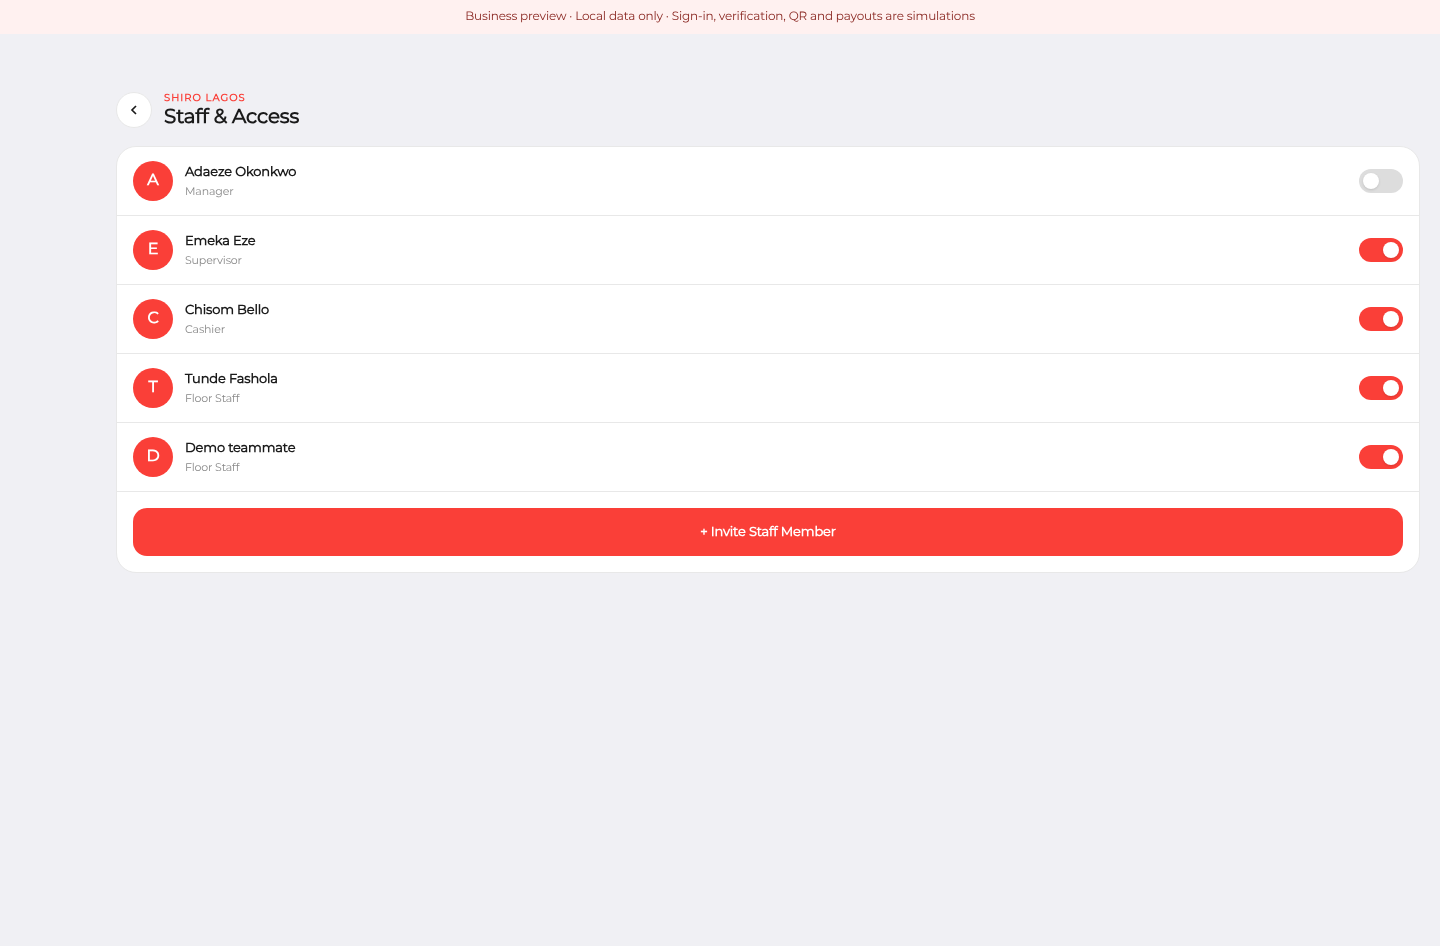 Business preview · Local data only · Sign-in, verification, QR and payouts are simulations
SHIRO LAGOS
Staff & Access
A
Adaeze Okonkwo
Manager
E
Emeka Eze
Supervisor
C
Chisom Bello
Cashier
T
Tunde Fashola
Floor Staff
D
Demo teammate
Floor Staff
+ Invite Staff Member